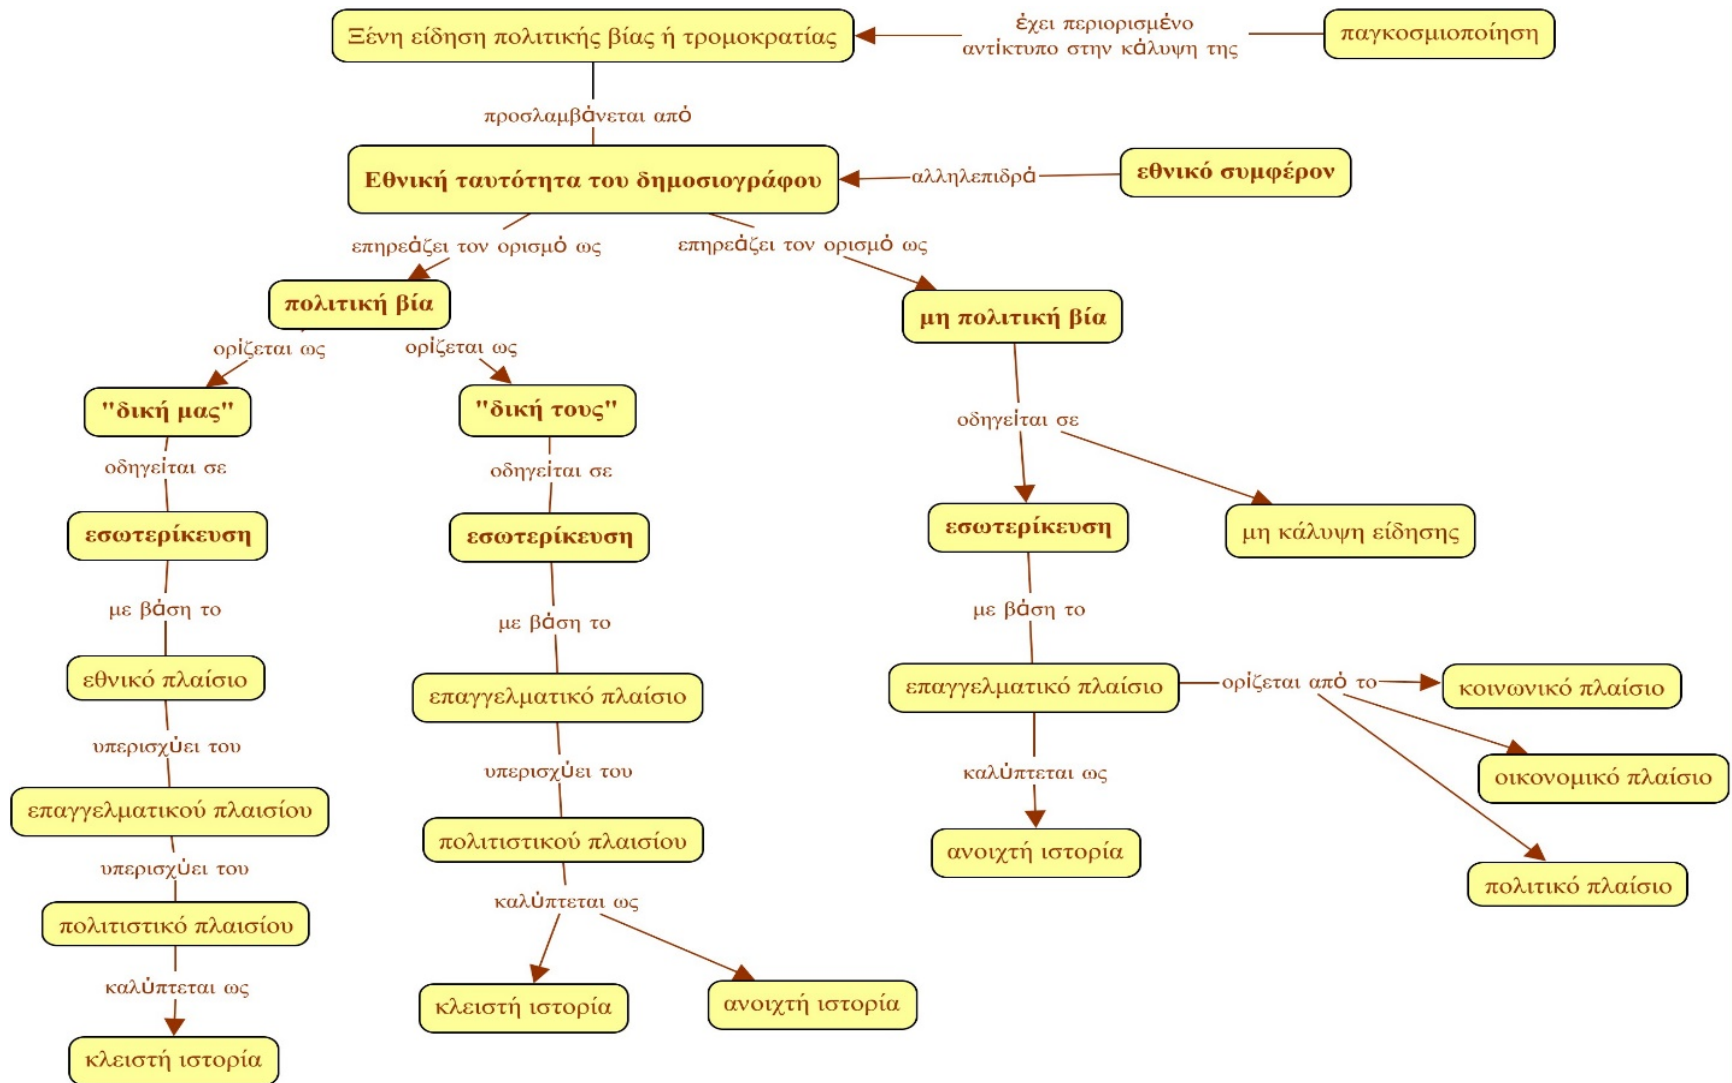 Ξένη είδηση πολιτικής βίας ή τρομοκρατίας
έχει περιορισμένο
αντίκτυπο στην κάλυψη της
παγκοσμιοποίηση
προσλαμβάνεται από
Εθνική ταυτότητα του δημοσιογράφου
αλληλεπιδρά
εθνικό συμφέρον
επηρεάζει τον ορισμό ως
επηρεάζει τον ορισμό ως
πολιτική βία
μη πολιτική βία
ορίζεται ως
ορίζεται ως
"δική μας"
"δική τους"
οδηγείται σε
οδηγείται σε
οδηγείται σε
εσωτερίκευση
εσωτερίκευση
εσωτερίκευση
μη κάλυψη είδησης
με βάση το
με βάση το
με βάση το
εθνικό πλαίσιο
επαγγελματικό πλαίσιο
επαγγελματικό πλαίσιο
ορίζεται από το
κοινωνικό πλαίσιο
υπερισχύει του
υπερισχύει του
καλύπτεται ως
οικονομικό πλαίσιο
επαγγελματικού πλαισίου
πολιτιστικού πλαισίου
ανοιχτή ιστορία
πολιτικό πλαίσιο
υπερισχύει του
πολιτιστικό πλαισίου
καλύπτεται ως
καλύπτεται ως
κλειστή ιστορία
ανοιχτή ιστορία
κλειστή ιστορία